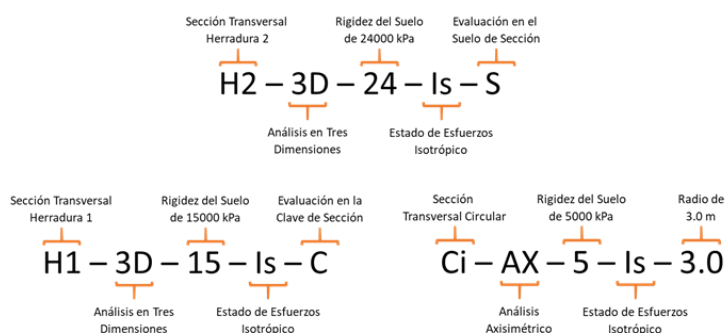 Sección Transversal
Herradura 2
Rigidez del Suelo
de 24000 kPa
Evaluación en el
Suelo de Sección
H2 – 3D – 24 – Is – S
Análisis en Tres
Dimensiones
Estado de Esfuerzos
Isotrópico
Sección Transversal
Herradura 1
Rigidez del Suelo
de 15000 kPa
Evaluación en la
Clave de Sección
H1 – 3D – 15 – Is – C
Análisis en Tres
Dimensiones
Estado de Esfuerzos
Isotrópico
Sección
Transversal Circular
Rigidez del Suelo
de 5000 kPa
Radio de
3.0 m
Ci – AX – 5 – Is – 3.0
Análisis
Axisimétrico
Estado de Esfuerzos
Isotrópico